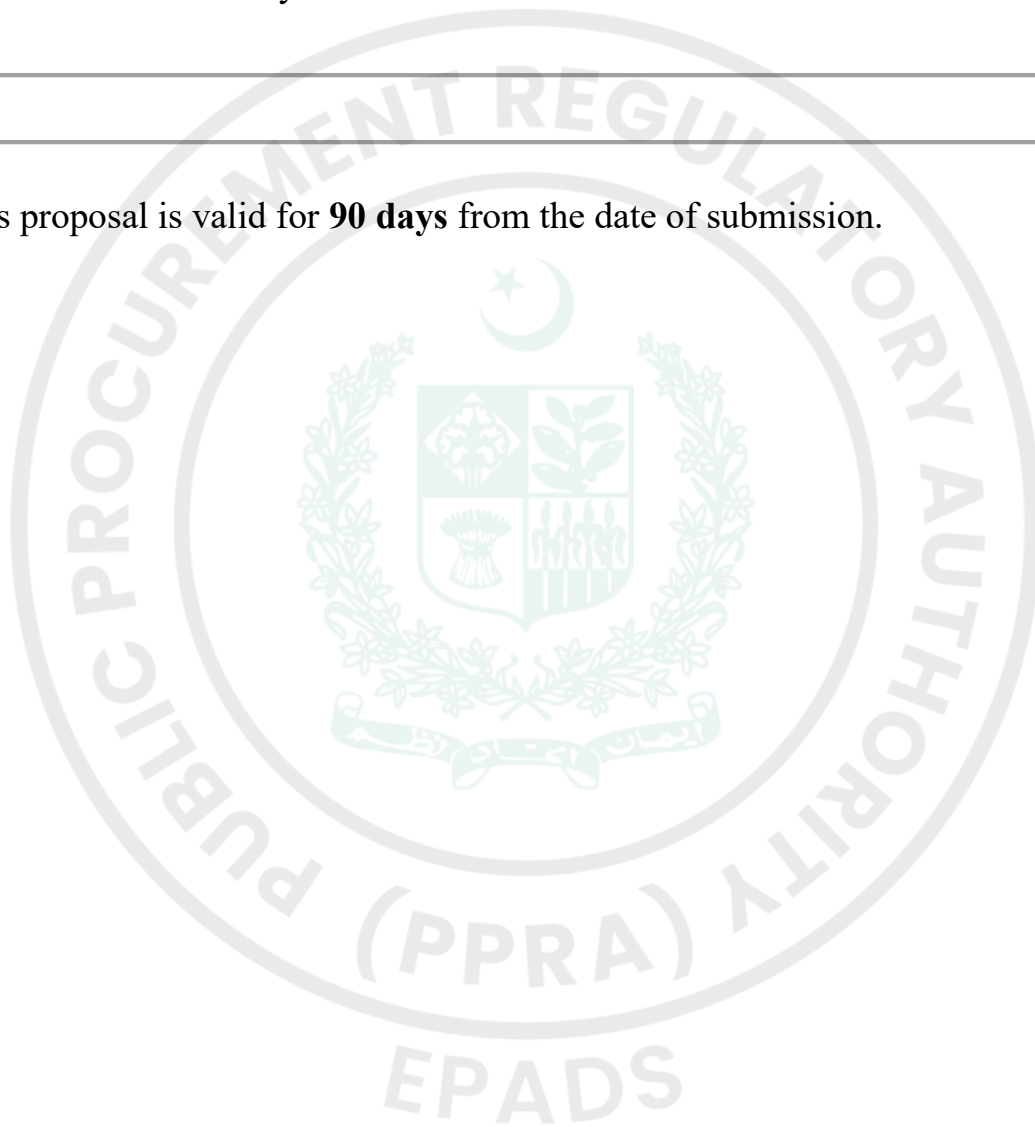 s proposal is valid for 90 days from the date of submission.
PUBLIC PROCUREMENT REGULATORY AUTHORITY
(PPRA)
EPADS